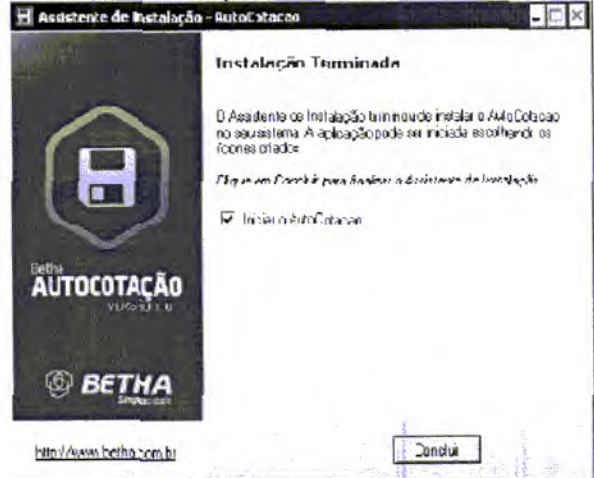 Assistente de Instalação - AutoCotacao
Instalação Terminada
O Assistente de Instalação terminou de instalar o AutoCotacao
no seu sistema. A aplicação pode ser iniciada escolhendo os
ícones criados
Clique em Concluir para finalizar o Assistente de Instalação
Iniciar o AutoCotacao
Betha
AUTOCOTAÇÃO
BETHA
http://www.betha.com.br
Concluir